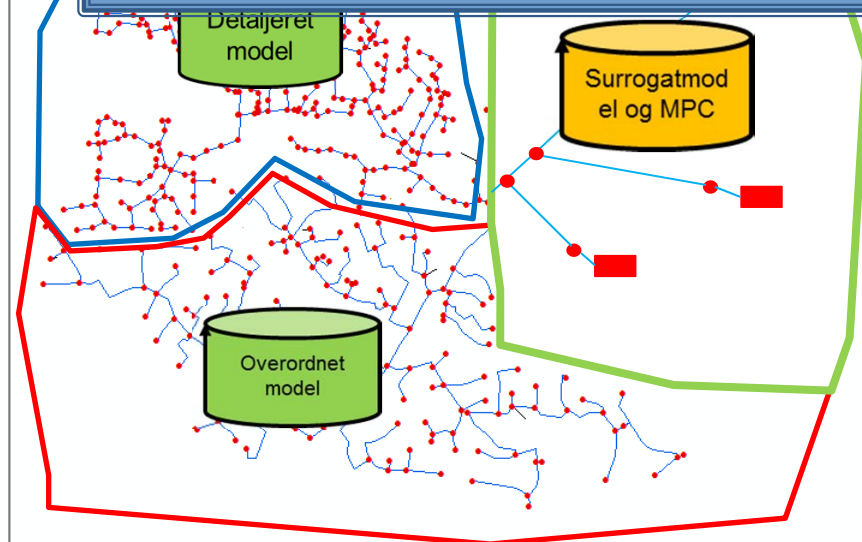 Detaljeret
model
Surrogatmod
el og MPC
Overordnet
model